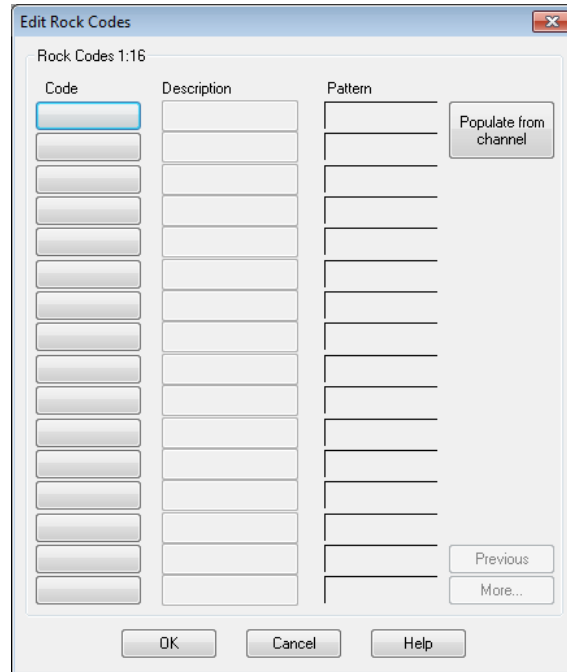 Edit Rock Codes
Rock Codes 1:16
Code Description Pattern
Populate from
channel
Previous
More...
OK Cancel Help